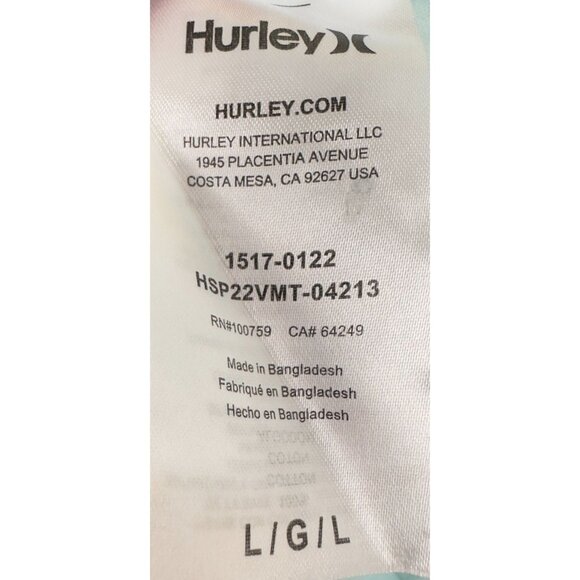 Hurley
HURLEY.COM
HURLEY INTERNATIONAL LLC
1945 PLACENTIA AVENUE
COSTA MESA, CA 92627 USA
1517-0122
HSP22VMT-04213
RN#100759 CA# 64249
Made in Bangladesh
Fabriqué en Bangladesh
Hecho en Bangladesh
L/G/L